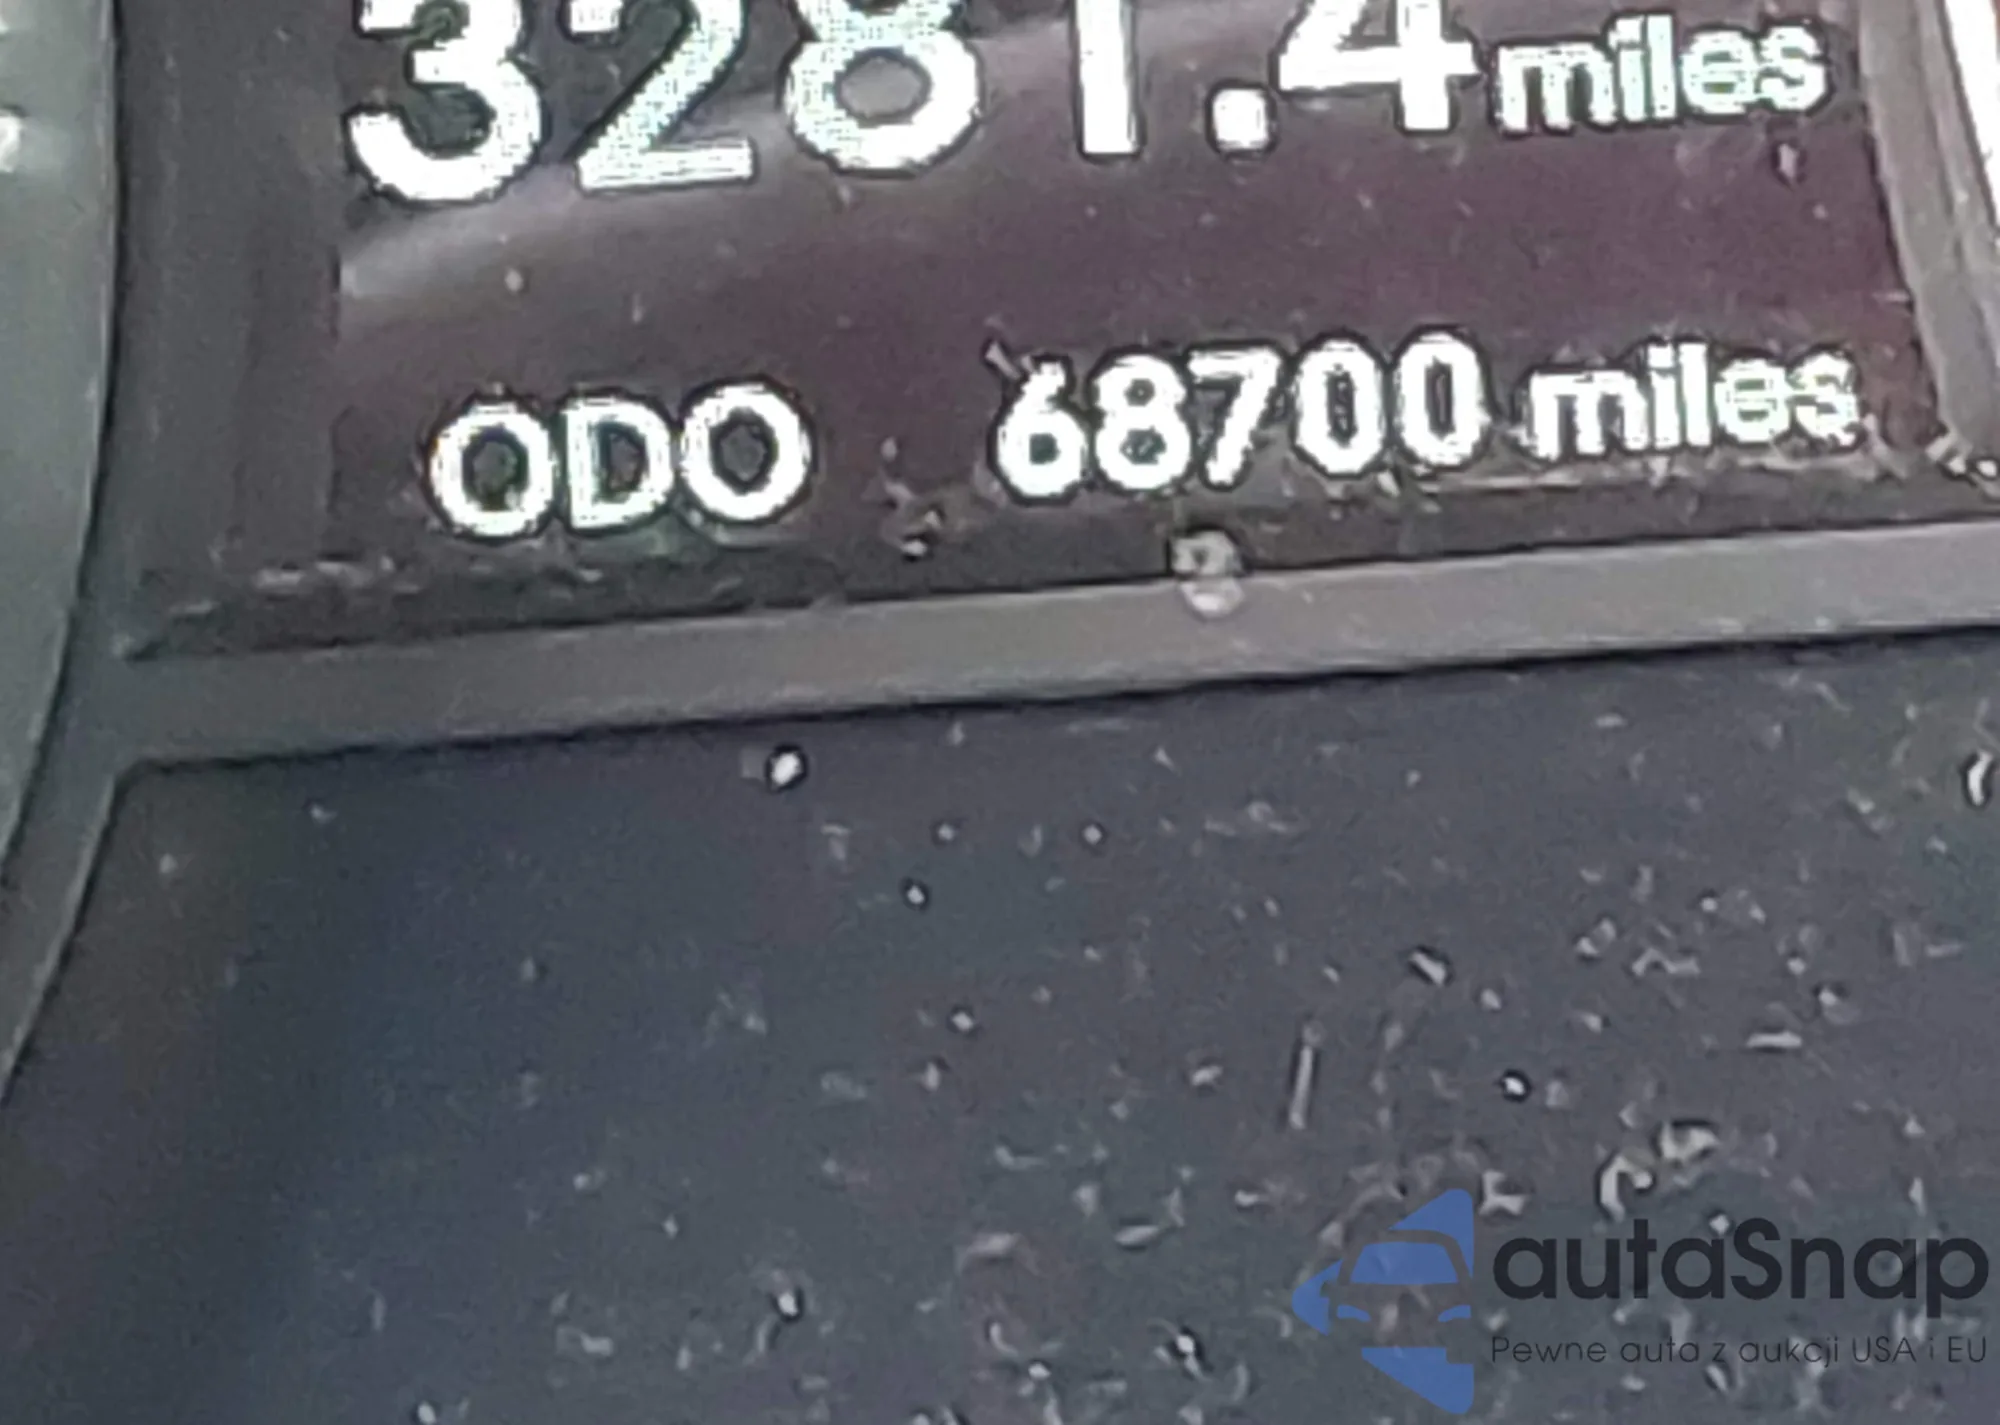 3281.4 miles
ODO 68700 miles
autaSnap
Pewne auta z aukcji USA i EU